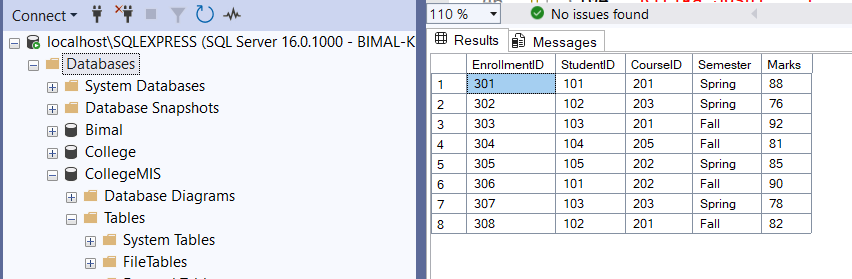 Connect
localhost\SQLEXPRESS (SQL Server 16.0.1000 - BIMAL-K
Databases
System Databases
Database Snapshots
Bimal
College
CollegeMIS
Database Diagrams
Tables
System Tables
FileTables
110 %
No issues found
Results
Messages
EnrollmentID StudentID CourseID Semester Marks
1 301 101 201 Spring 88
2 302 102 203 Spring 76
3 303 103 201 Fall 92
4 304 104 205 Fall 81
5 305 105 202 Spring 85
6 306 101 202 Fall 90
7 307 103 203 Spring 78
8 308 102 201 Fall 82